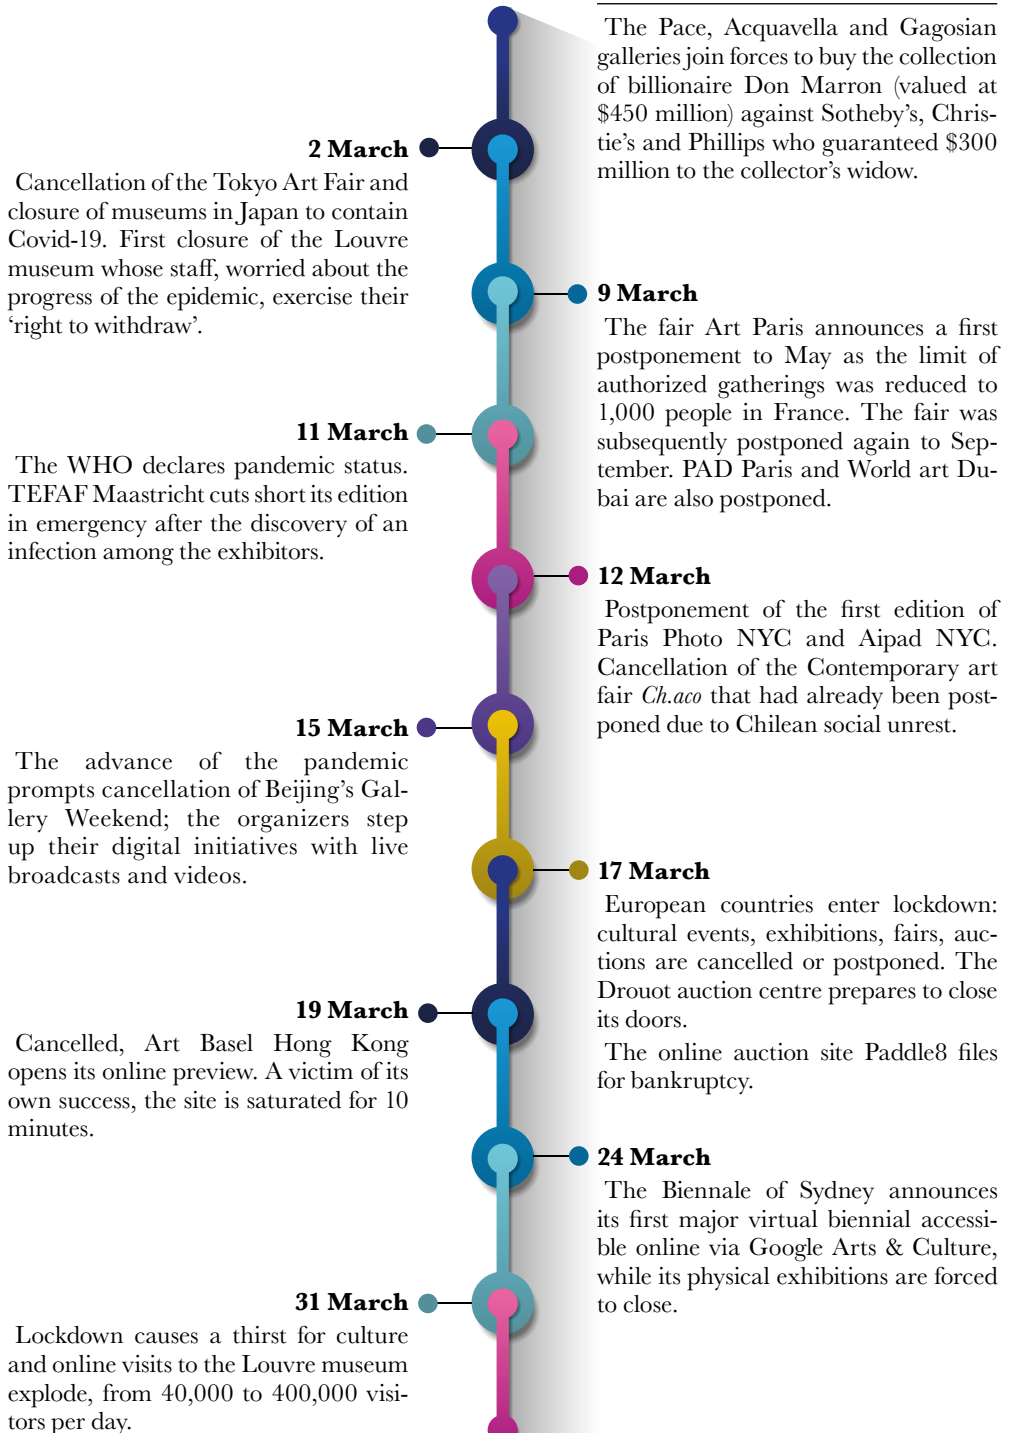 The Pace, Acquavella and Gagosian
galleries join forces to buy the collection
of billionaire Don Marron (valued at
$450 million) against Sotheby's, Chris-
tie's and Phillips who guaranteed $300
million to the collector's widow.
2 March
Cancellation of the Tokyo Art Fair and
closure of museums in Japan to contain
Covid-19. First closure of the Louvre
museum whose staff, worried about the
progress of the epidemic, exercise their
‘right to withdraw’.
9 March
The fair Art Paris announces a first
postponement to May as the limit of
authorized gatherings was reduced to
1,000 people in France. The fair was
subsequently postponed again to Sep-
tember. PAD Paris and World art Du-
bai are also postponed.
11 March
The WHO declares pandemic status.
TEFAF Maastricht cuts short its edition
in emergency after the discovery of an
infection among the exhibitors.
12 March
Postponement of the first edition of
Paris Photo NYC and Aipad NYC.
Cancellation of the Contemporary art
fair Ch.aco that had already been post-
poned due to Chilean social unrest.
15 March
The advance of the pandemic
prompts cancellation of Beijing's Gal-
lery Weekend; the organizers step
up their digital initiatives with live
broadcasts and videos.
17 March
European countries enter lockdown:
cultural events, exhibitions, fairs, auc-
tions are cancelled or postponed. The
Drouot auction centre prepares to close
its doors.
The online auction site Paddle8 files
for bankruptcy.
19 March
Cancelled, Art Basel Hong Kong
opens its online preview. A victim of its
own success, the site is saturated for 10
minutes.
24 March
The Biennale of Sydney announces
its first major virtual biennial accessi-
ble online via Google Arts & Culture,
while its physical exhibitions are forced
to close.
31 March
Lockdown causes a thirst for culture
and online visits to the Louvre museum
explode, from 40,000 to 400,000 visi-
tors per day.